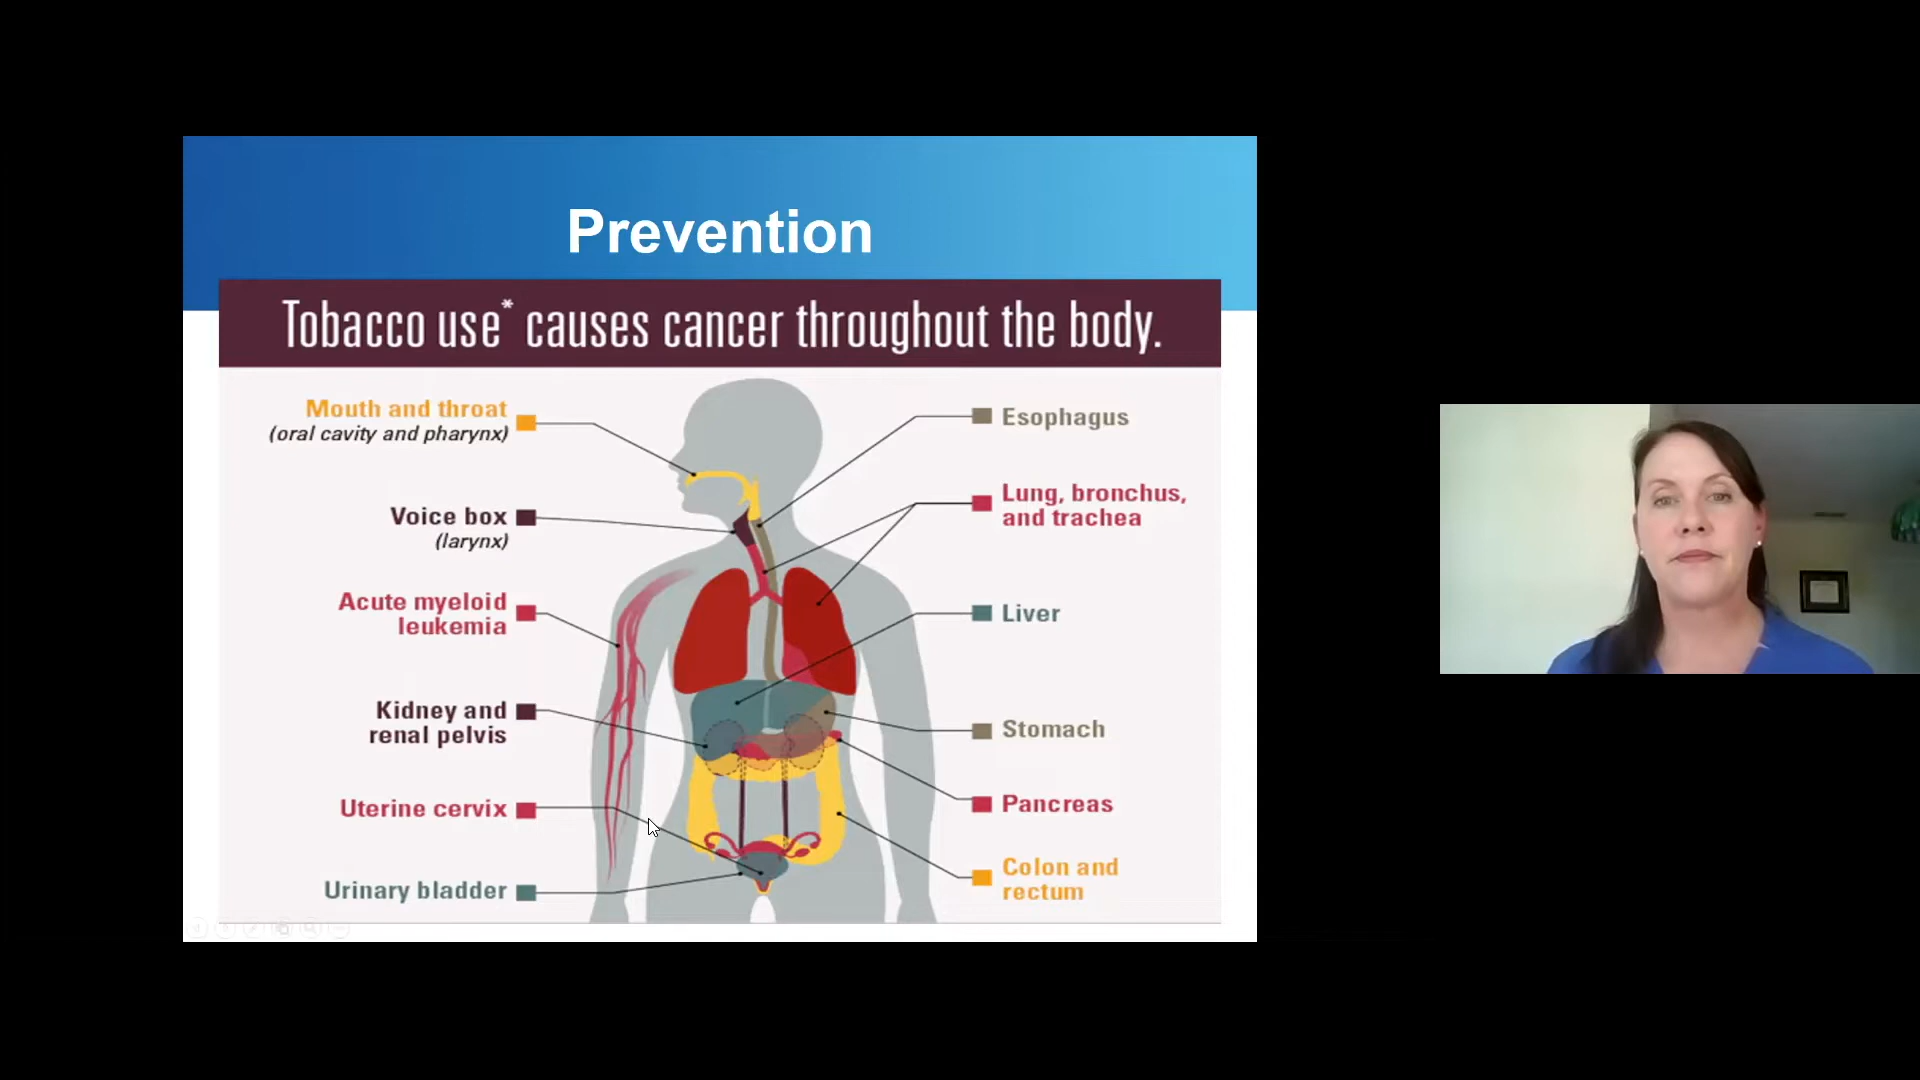 Prevention
Tobacco use* causes cancer throughout the body.
Mouth and throat
(oral cavity and pharynx)
Voice box
(larynx)
Acute myeloid
leukemia
Kidney and
renal pelvis
Uterine cervix
Urinary bladder
Esophagus
Lung, bronchus,
and trachea
Liver
Stomach
Pancreas
Colon and
rectum